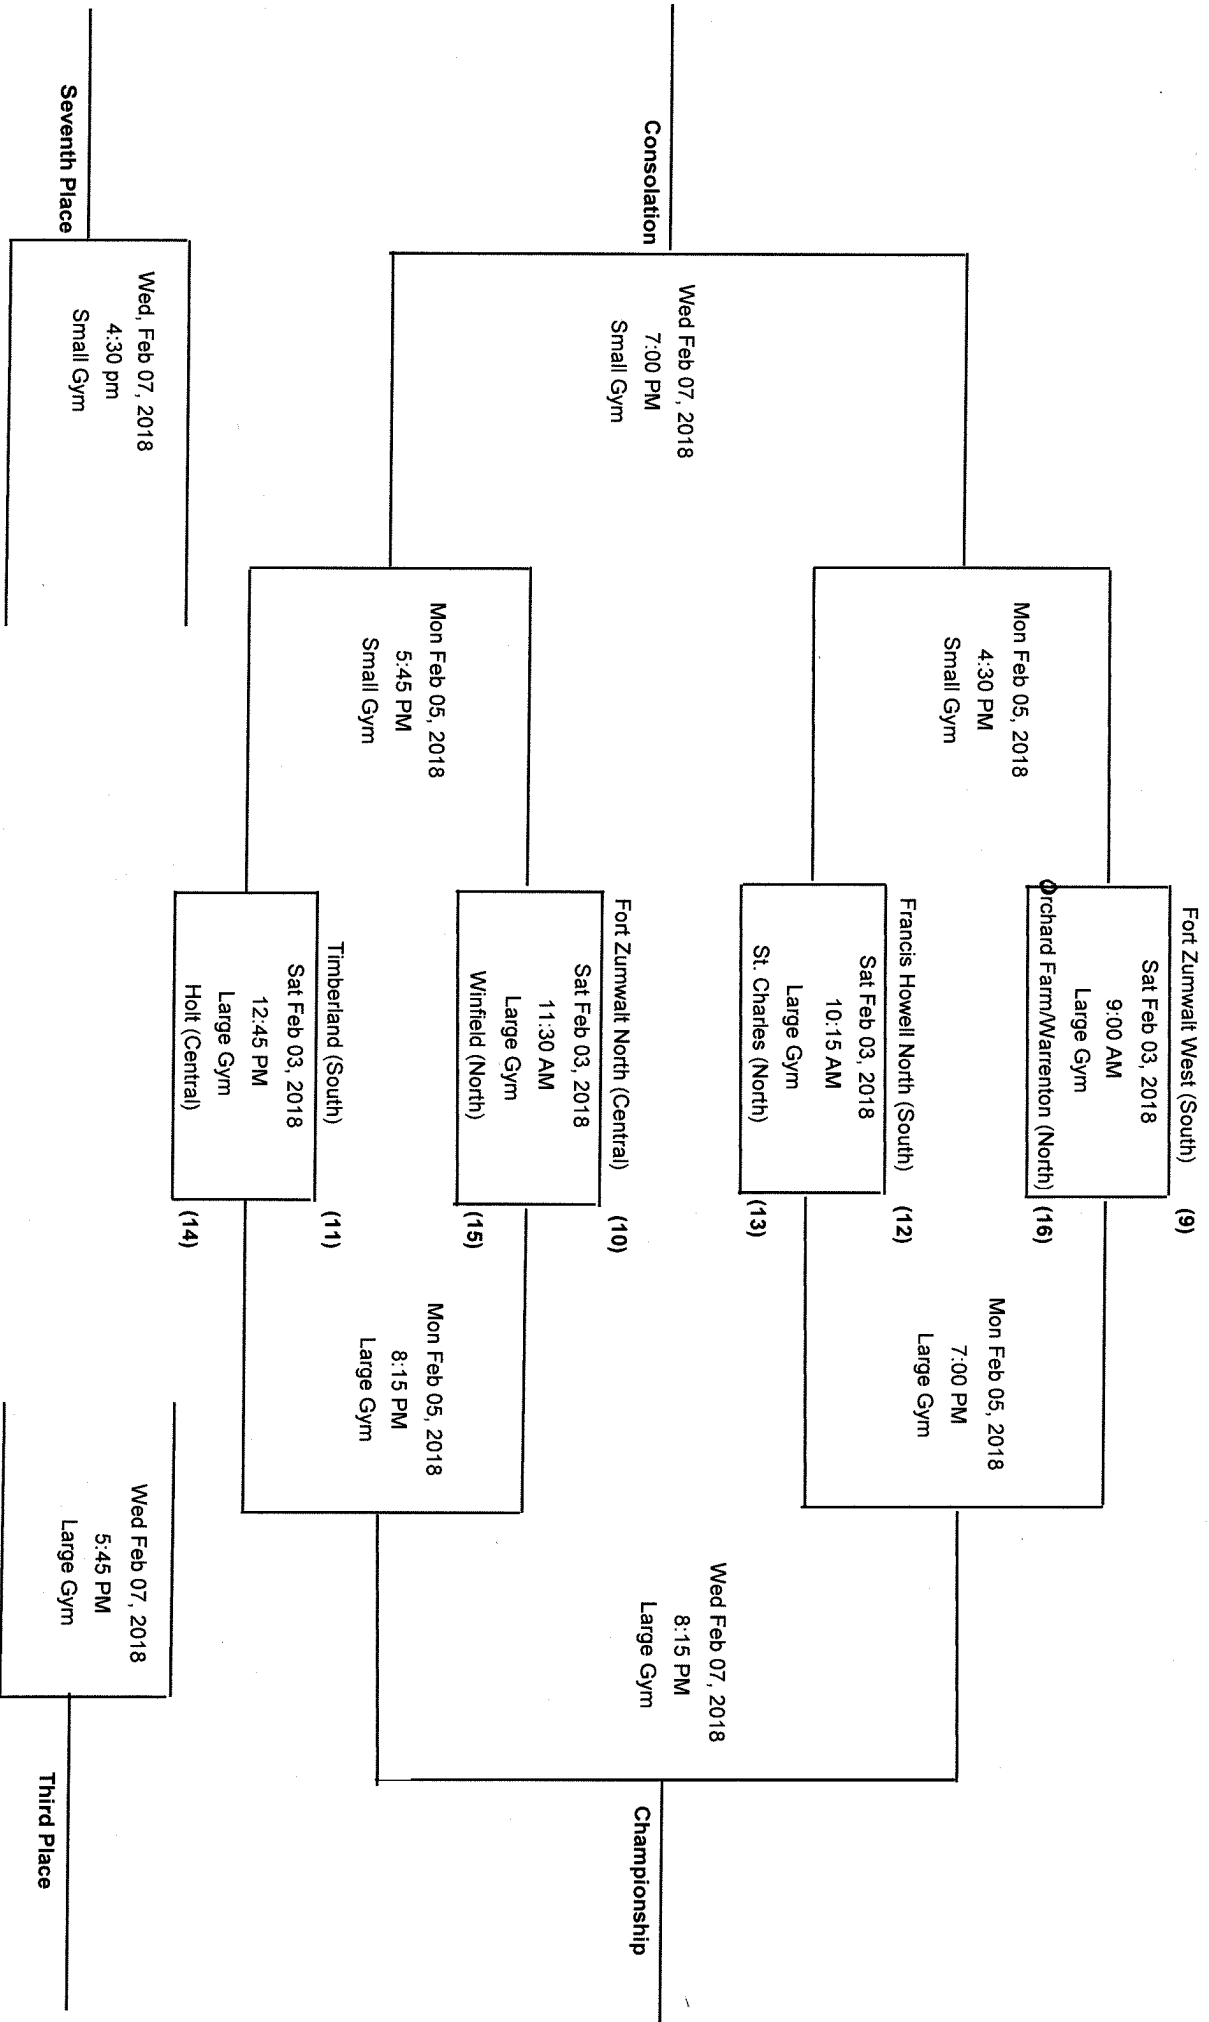 Fort Zumwalt West (South)
(9)
Sat Feb 03, 2018
9:00 AM
Large Gym
Orchard Farm/Warrenton (North)
(16)
Mon Feb 05, 2018
4:30 PM
Small Gym
Mon Feb 05, 2018
7:00 PM
Large Gym
Francis Howell North (South)
(12)
Sat Feb 03, 2018
10:15 AM
Large Gym
St. Charles (North)
(13)
Wed Feb 07, 2018
7:00 PM
Small Gym
Consolation
Wed Feb 07, 2018
8:15 PM
Large Gym
Championship
Fort Zumwalt North (Central)
(10)
Sat Feb 03, 2018
11:30 AM
Large Gym
Winfield (North)
(15)
Mon Feb 05, 2018
5:45 PM
Small Gym
Mon Feb 05, 2018
8:15 PM
Large Gym
Timberland (South)
(11)
Sat Feb 03, 2018
12:45 PM
Large Gym
Holt (Central)
(14)
Wed, Feb 07, 2018
4:30 pm
Small Gym
Seventh Place
Wed Feb 07, 2018
5:45 PM
Large Gym
Third Place